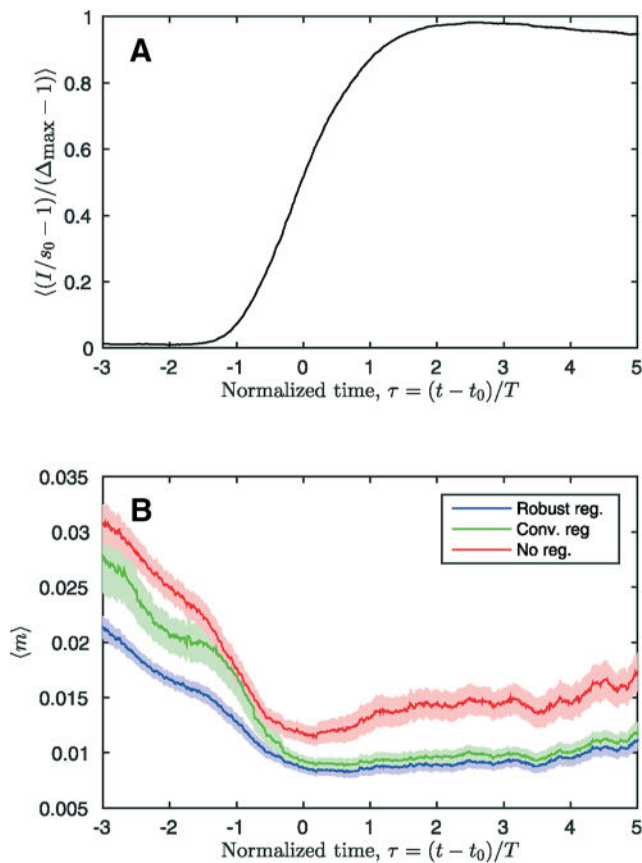 A
⟨(I/s₀ − 1)/(Δmax − 1)⟩
1
0.8
0.6
0.4
0.2
0
-3 -2 -1 0 1 2 3 4 5
Normalized time, τ = (t − t₀)/T
B
⟨m⟩
0.035
0.03
0.025
0.02
0.015
0.01
0.005
Robust reg.
Conv. reg
No reg.
-3 -2 -1 0 1 2 3 4 5
Normalized time, τ = (t − t₀)/T